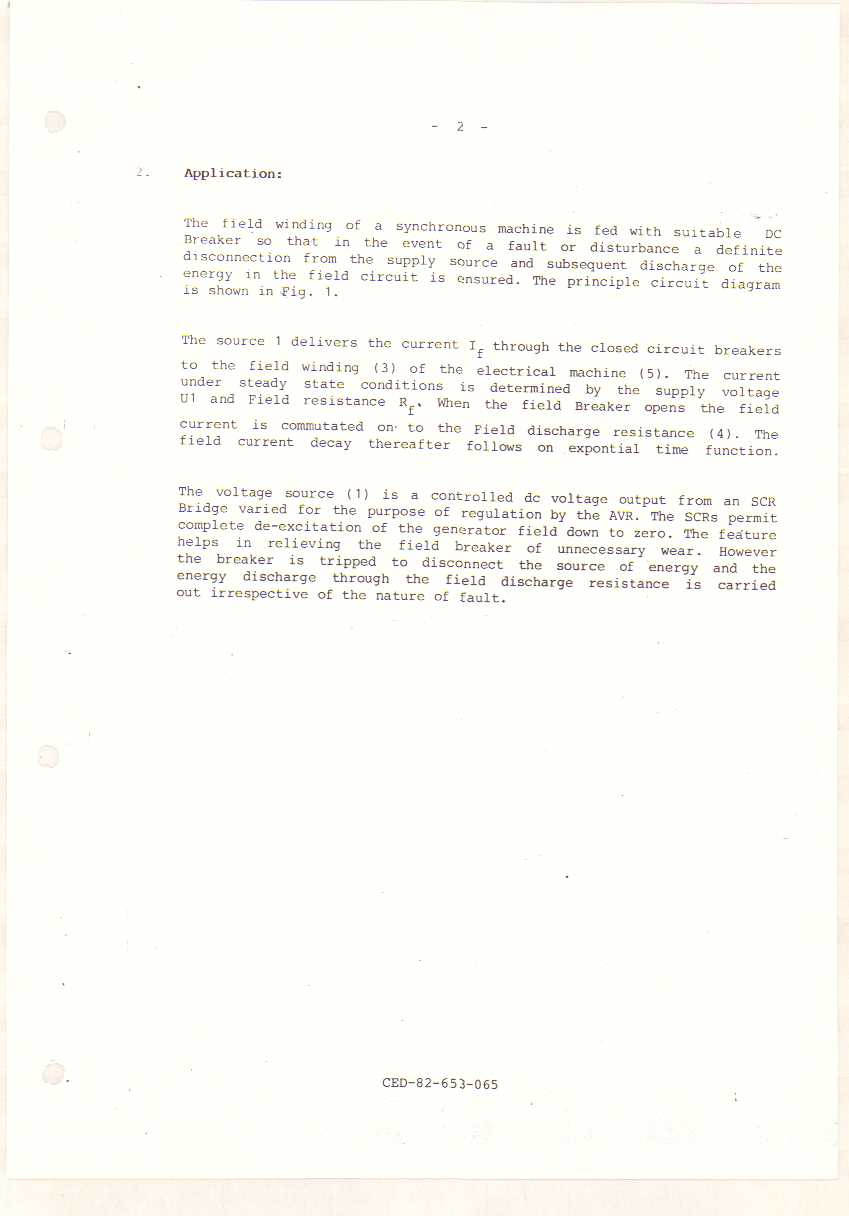 - 2 -
2. Application:
The field winding of a synchronous machine is fed with suitable DC
Breaker so that in the event of a fault or disturbance a definite
disconnection from the supply source and subsequent discharge of the
energy in the field circuit is ensured. The principle circuit diagram
is shown in Fig. 1.
The source 1 delivers the current If through the closed circuit breakers
to the field winding (3) of the electrical machine (5). The current
under steady state conditions is determined by the supply voltage
U1 and Field resistance Rf. When the field Breaker opens the field
current is commutated on to the Field discharge resistance (4). The
field current decay thereafter follows on expontial time function.
The voltage source (1) is a controlled dc voltage output from an SCR
Bridge varied for the purpose of regulation by the AVR. The SCRs permit
complete de-excitation of the generator field down to zero. The feature
helps in relieving the field breaker of unnecessary wear. However
the breaker is tripped to disconnect the source of energy and the
energy discharge through the field discharge resistance is carried
out irrespective of the nature of fault.
CED-82-653-065